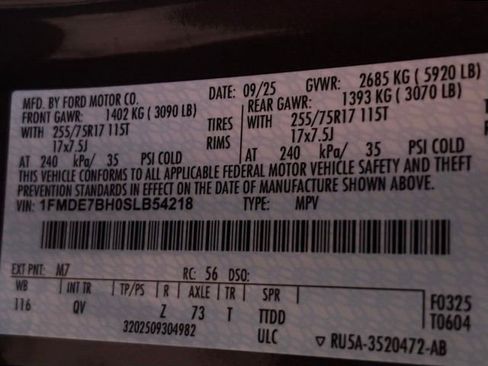 MFD. BY FORD MOTOR CO. DATE: 09/25 GVWR: 2685 KG ( 5920 LB)
FRONT GAWR: 1402 KG ( 3090 LB) REAR GAWR: 1393 KG ( 3070 LB)
WITH 255/75R17 115T TIRES WITH 255/75R17 115T
17x7.5J RIMS 17x7.5J
AT 240 kPa/ 35 PSI COLD AT 240 kPa/ 35 PSI COLD
THIS VEHICLE CONFORMS TO ALL APPLICABLE FEDERAL MOTOR VEHICLE SAFETY AND THEFT
PREVENTION STANDARDS IN EFFECT ON THE DATE OF MANUFACTURE SHOWN ABOVE.
VIN: 1FMDE7BH0SLB54218 TYPE: MPV
EXT PNT: M7 RC: 56 DSO:
WB INT TR TP/PS R AXLE TR SPR F0325
116 QV Z 73 T TTDD T0604
3202509304982 ULC ▽ RU5A-3520472-AB